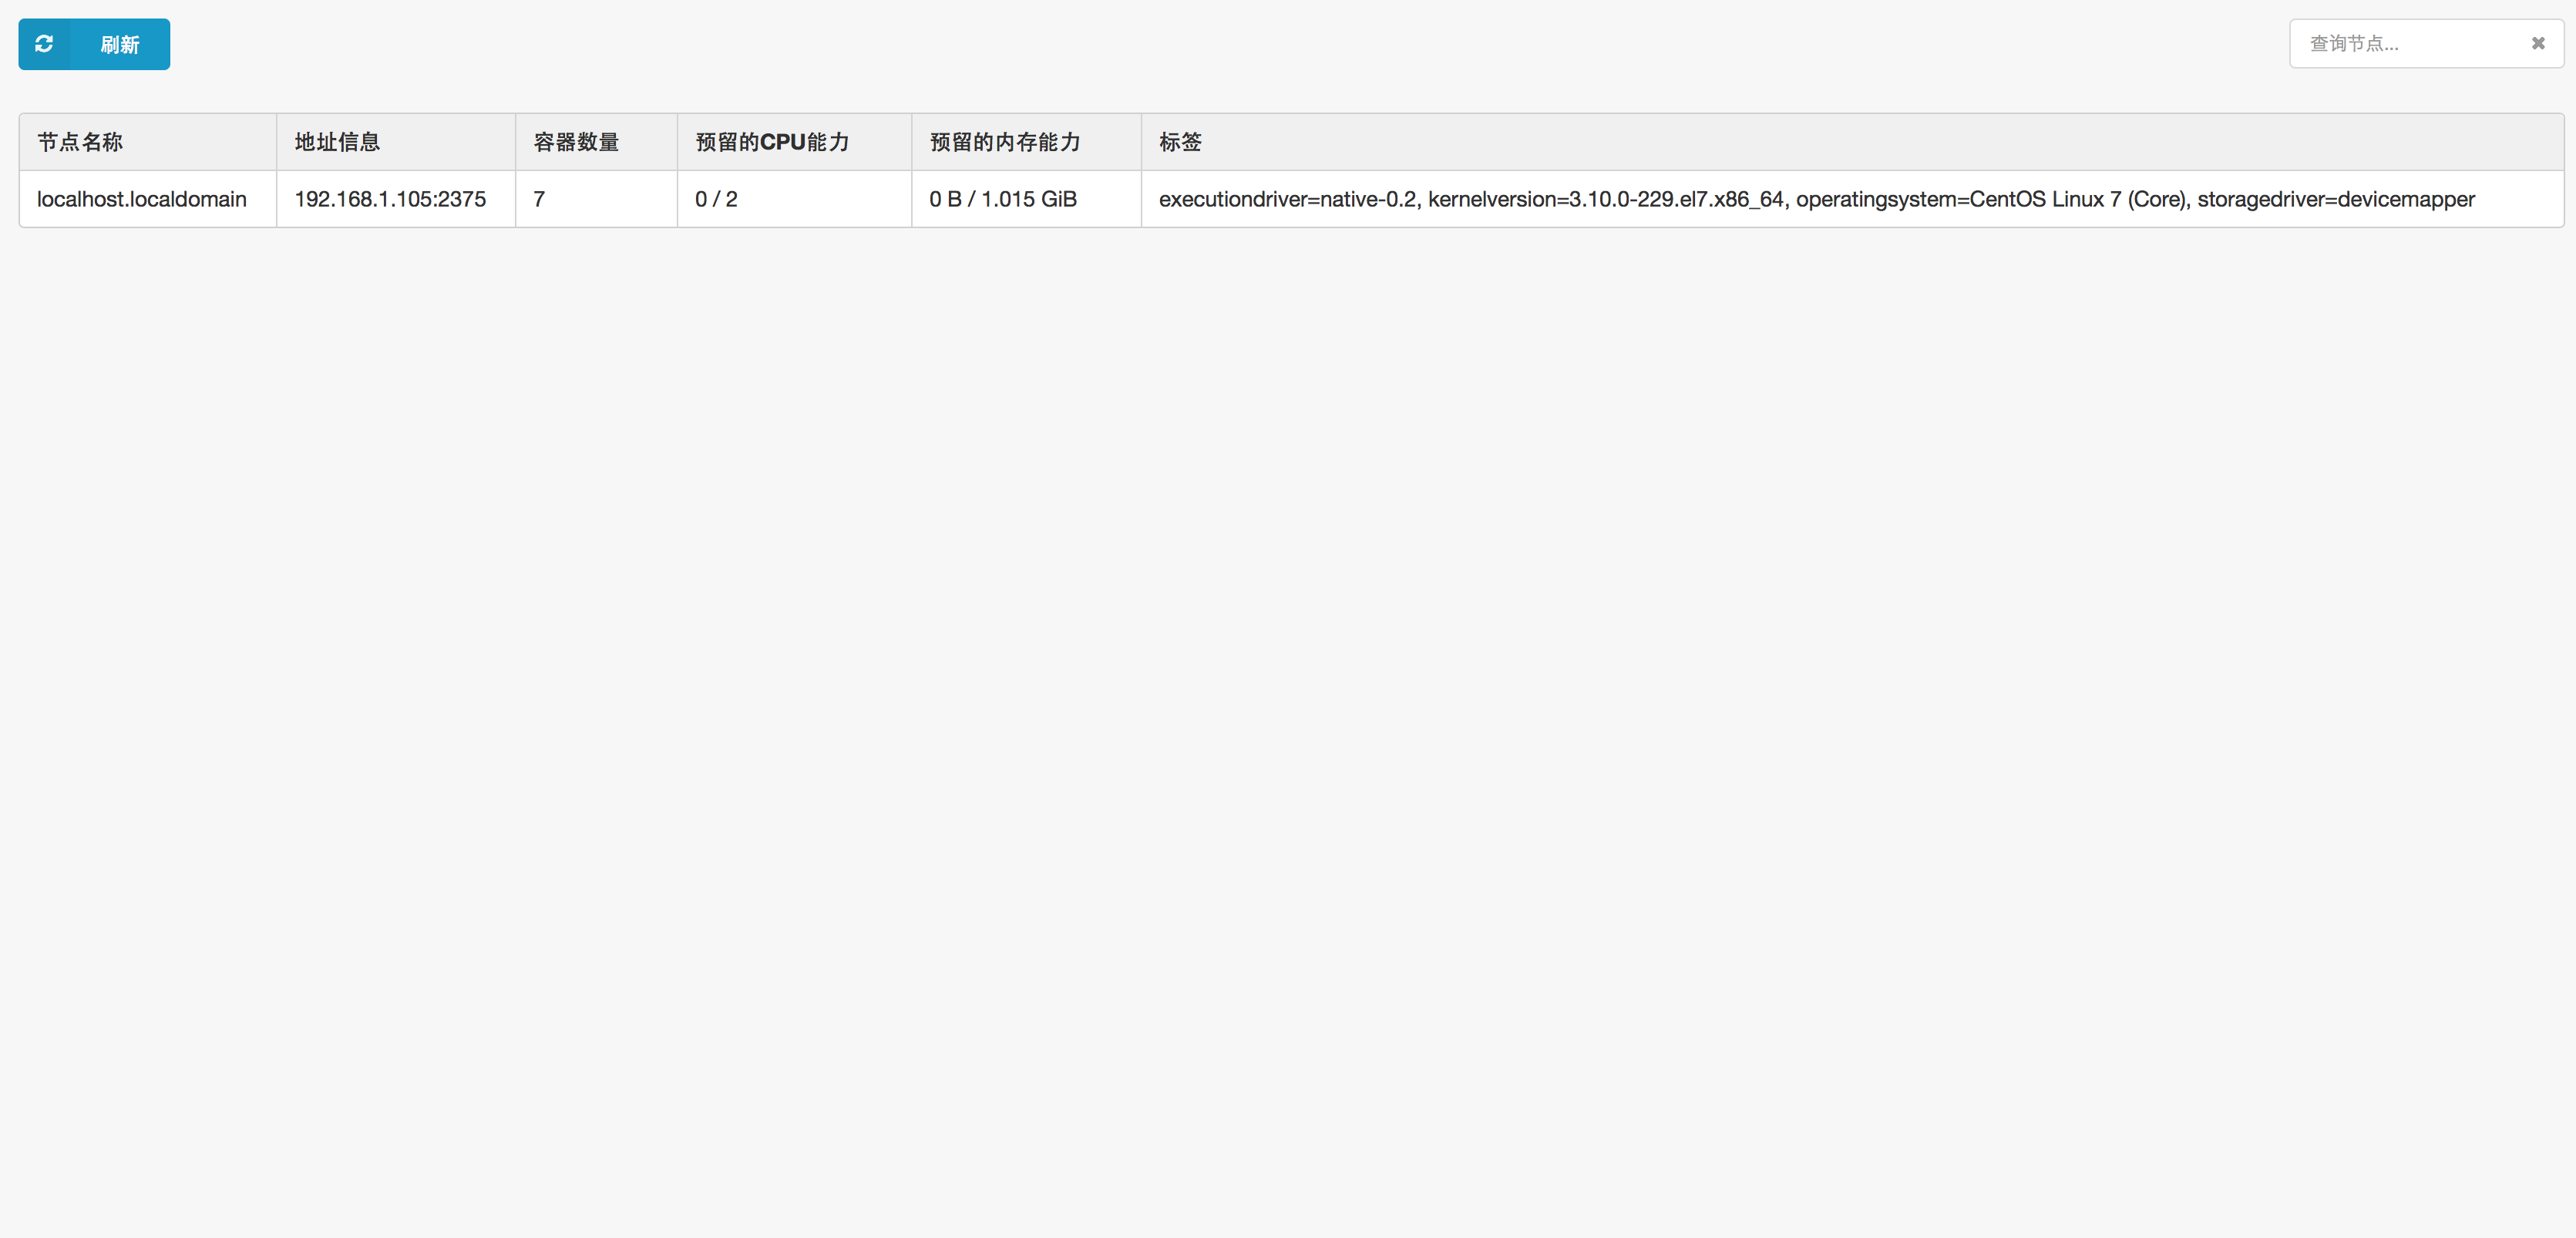 刷新
查询节点...
节点名称 地址信息 容器数量 预留的CPU能力 预留的内存能力 标签
localhost.localdomain 192.168.1.105:2375 7 0 / 2 0 B / 1.015 GiB executiondriver=native-0.2, kernelversion=3.10.0-229.el7.x86_64, operatingsystem=CentOS Linux 7 (Core), storagedriver=devicemapper